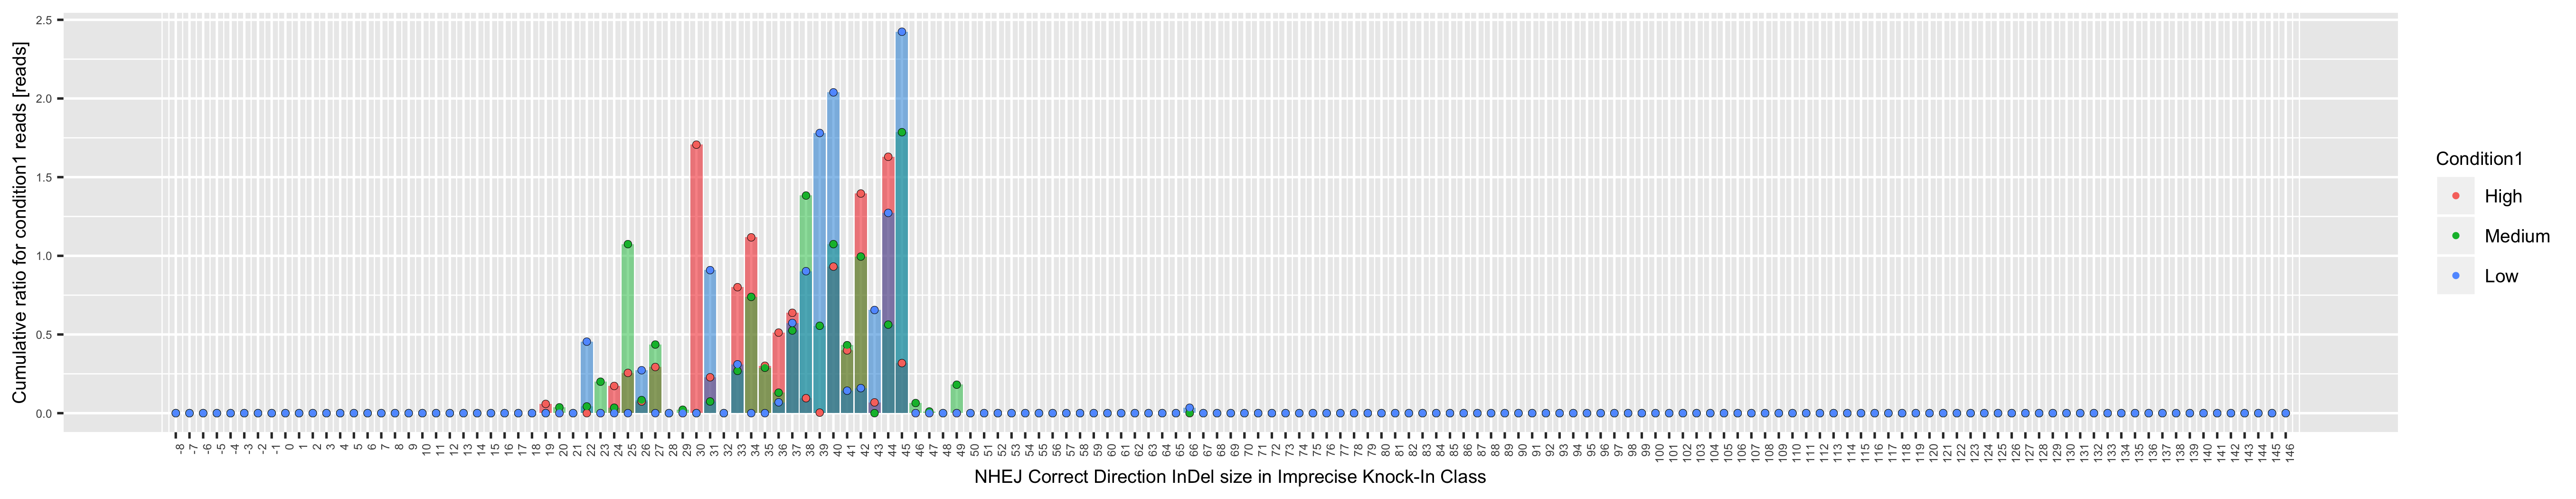 Cumulative ratio for condition1 reads [reads]
2.5
2.0
1.5
1.0
0.5
0.0
-8 -7 -6 -5 -4 -3 -2 -1 0 1 2 3 4 5 6 7 8 9 10 11 12 13 14 15 16 17 18 19 20 21 22 23 24 25 26 27 28 29 30 31 32 33 34 35 36 37 38 39 40 41 42 43 44 45 46 47 48 49 50 51 52 53 54 55 56 57 58 59 60 61 62 63 64 65 66 67 68 69 70 71 72 73 74 75 76 77 78 79 80 81 82 83 84 85 86 87 88 89 90 91 92 93 94 95 96 97 98 99 100 101 102 103 104 105 106 107 108 109 110 111 112 113 114 115 116 117 118 119 120 121 122 123 124 125 126 127 128 129 130 131 132 133 134 135 136 137 138 139 140 141 142 143 144 145 146
NHEJ Correct Direction InDel size in Imprecise Knock-In Class
Condition1
High
Medium
Low